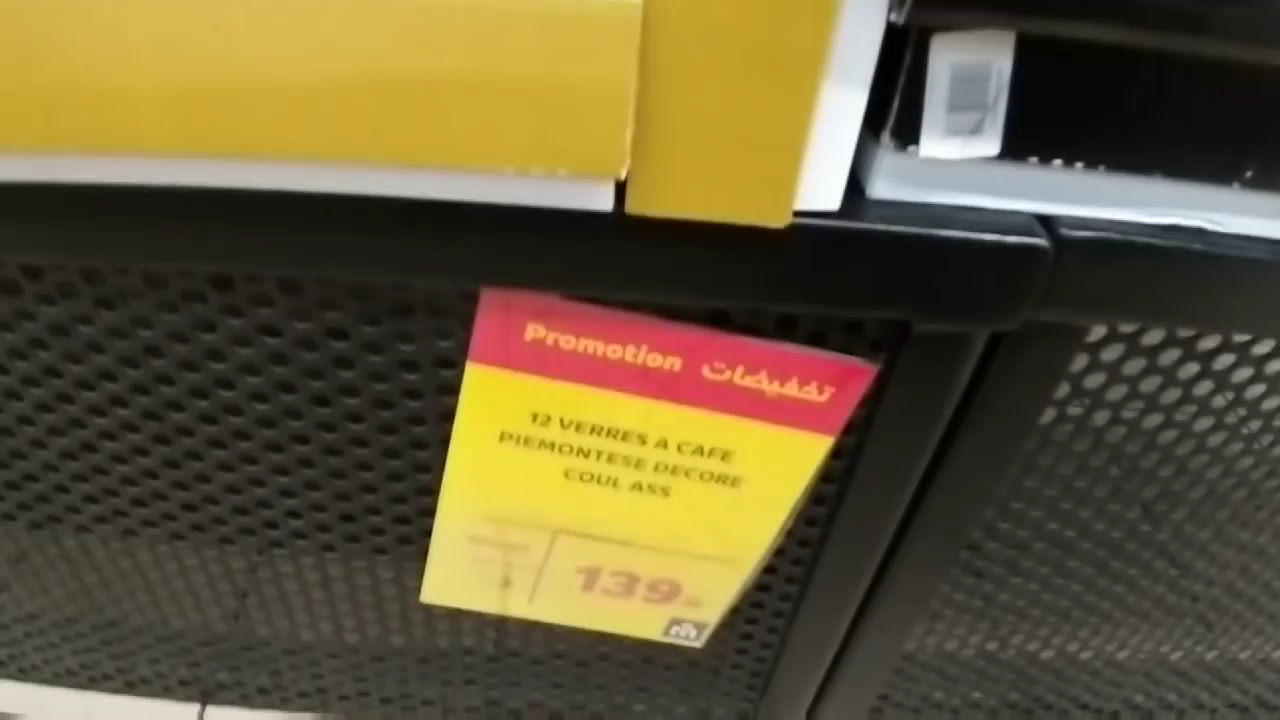 Promotion تخفيضات
12 VERRES A CAFE
PIEMONTESE DECORE
COUL ASS
139